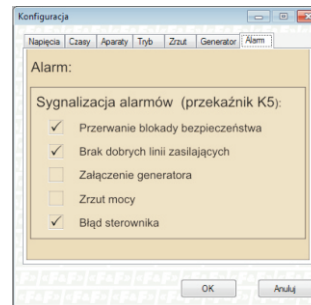 Konfiguracja
Napięcia Czasy Aparaty Tryb Zrzut Generator Alarm
Alarm:
Sygnalizacja alarmów (przekaźnik K5):
Przerwanie blokady bezpieczeństwa
Brak dobrych linii zasilających
Załączenie generatora
Zrzut mocy
Błąd sterownika
OK Anuluj